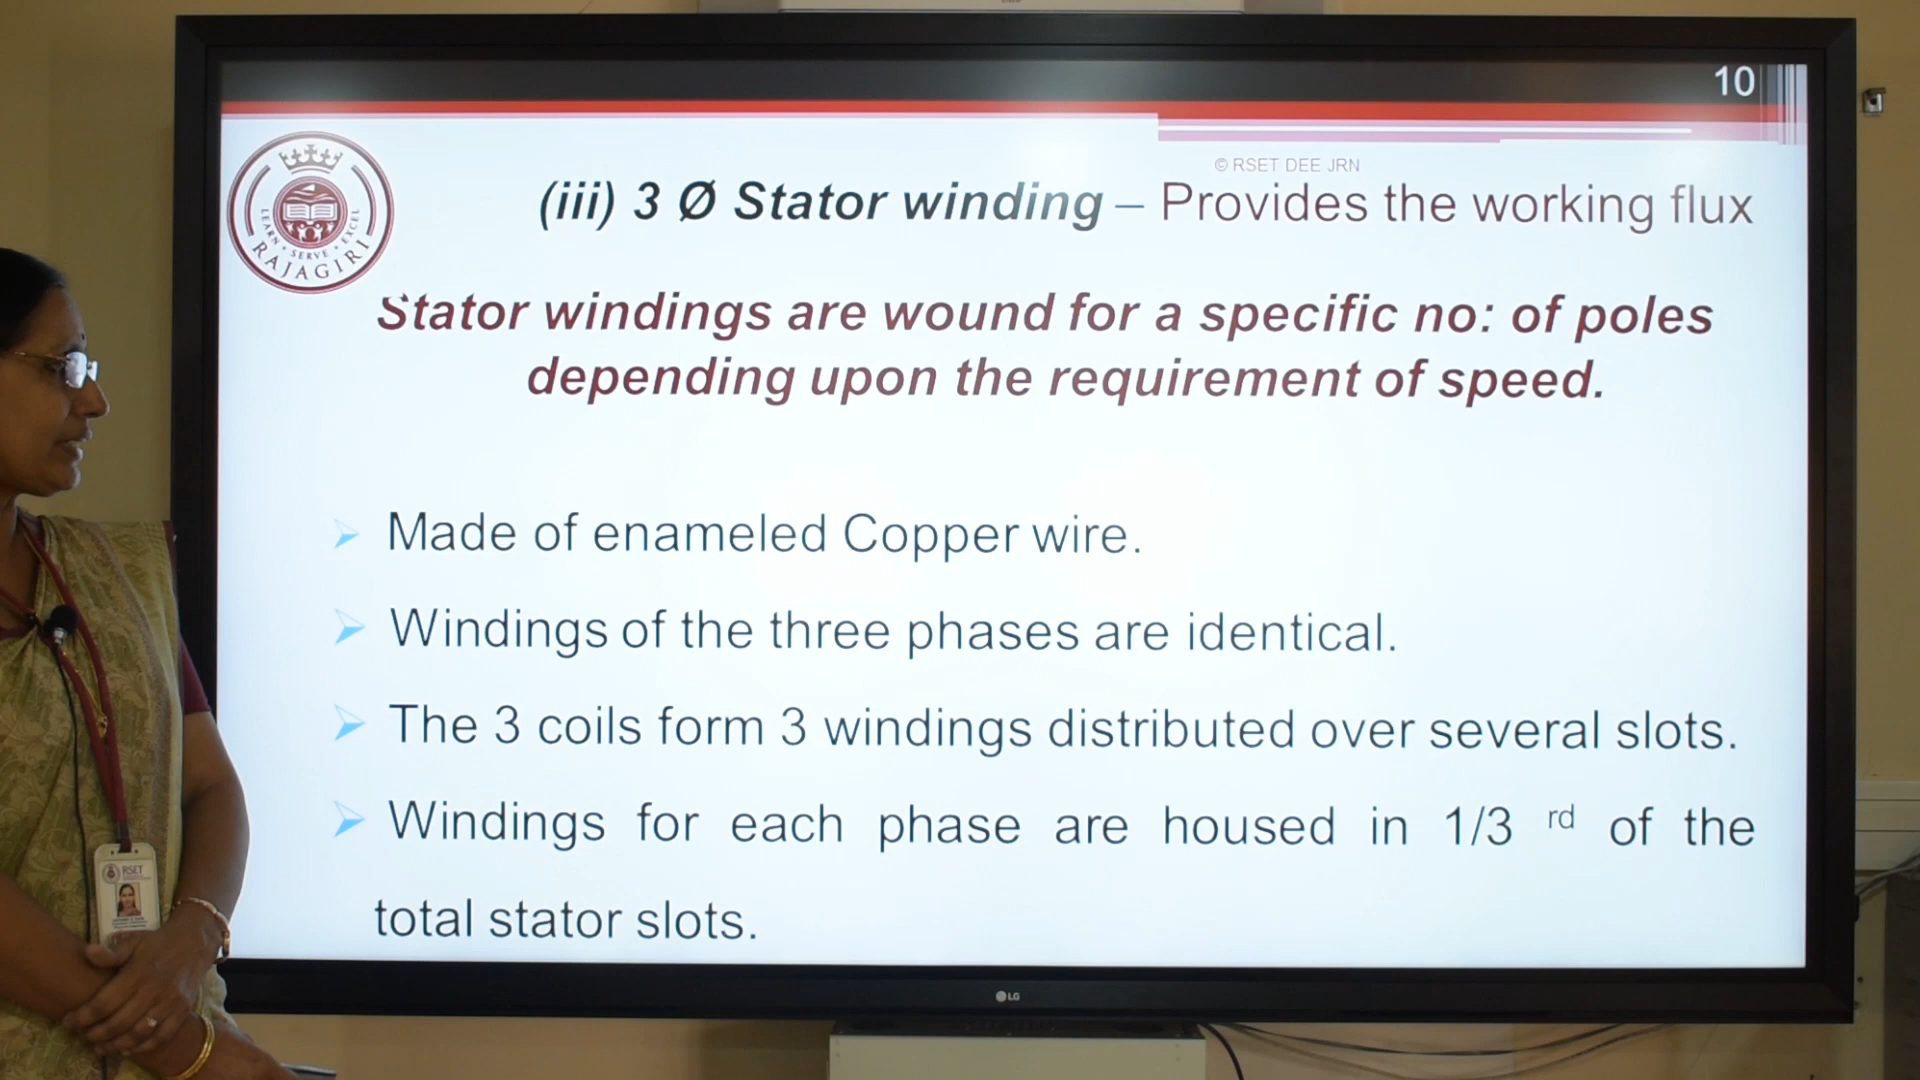 10
© RSET DEE JRN
(iii) 3 Ø Stator winding – Provides the working flux
LEARN • SERVE • EXCEL
RAJAGIRI
Stator windings are wound for a specific no: of poles
depending upon the requirement of speed.
➢ Made of enameled Copper wire.
➢ Windings of the three phases are identical.
➢ The 3 coils form 3 windings distributed over several slots.
➢ Windings for each phase are housed in 1/3 rd of the
total stator slots.
RSET
LG